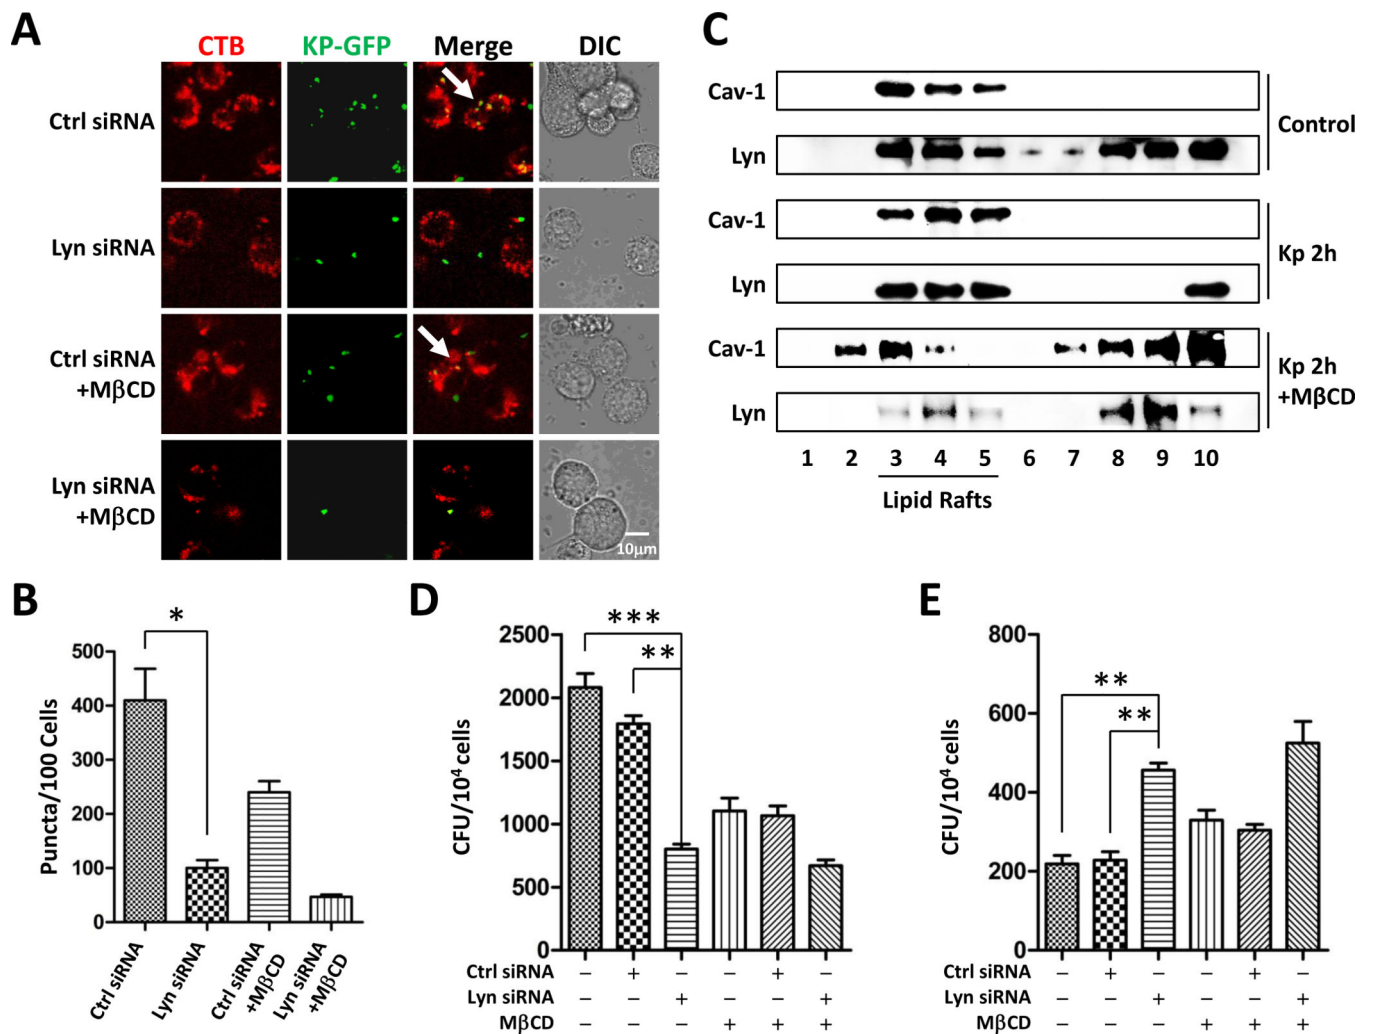 A
CTB KP-GFP Merge DIC
Ctrl siRNA
Lyn siRNA
Ctrl siRNA
+MβCD
Lyn siRNA
+MβCD
10μm
C
Cav-1
Lyn
Control
Cav-1
Lyn
Kp 2h
Cav-1
Lyn
Kp 2h
+MβCD
1 2 3 4 5 6 7 8 9 10
Lipid Rafts
B
*
Puncta/100 Cells
500
400
300
200
100
0
Ctrl siRNA
Lyn siRNA
Ctrl siRNA
+MβCD
Lyn siRNA
+MβCD
D
***
**
CFU/10⁴ cells
2500
2000
1500
1000
500
0
Ctrl siRNA − + − − + −
Lyn siRNA − − + − − +
MβCD − − − + + +
E
**
**
CFU/10⁴ cells
800
600
400
200
0
Ctrl siRNA − + − − + −
Lyn siRNA − − + − − +
MβCD − − − + + +